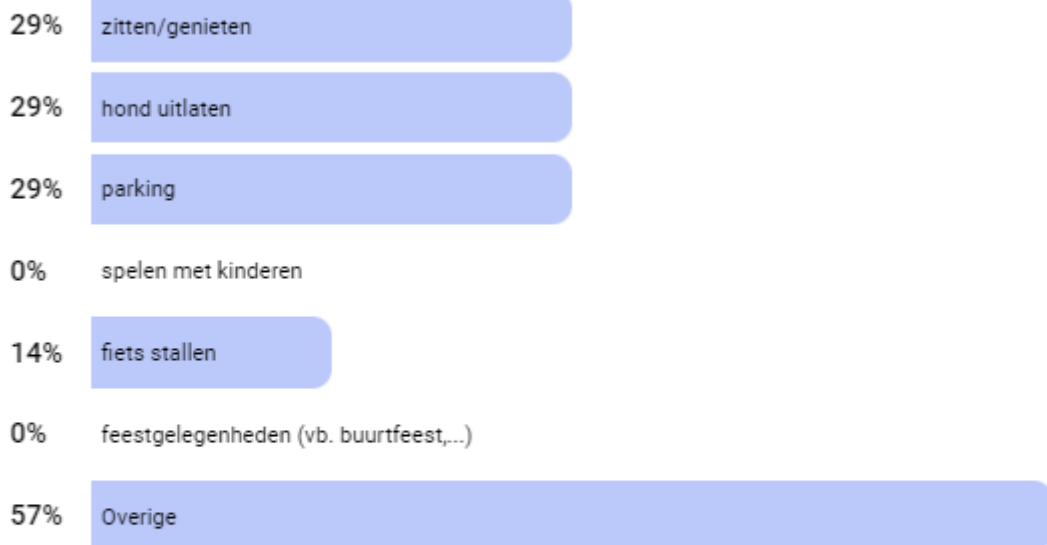 29% zitten/genieten
29% hond uitlaten
29% parking
0% spelen met kinderen
14% fiets stallen
0% feestgelegenheden (vb. buurtfeest,...)
57% Overige